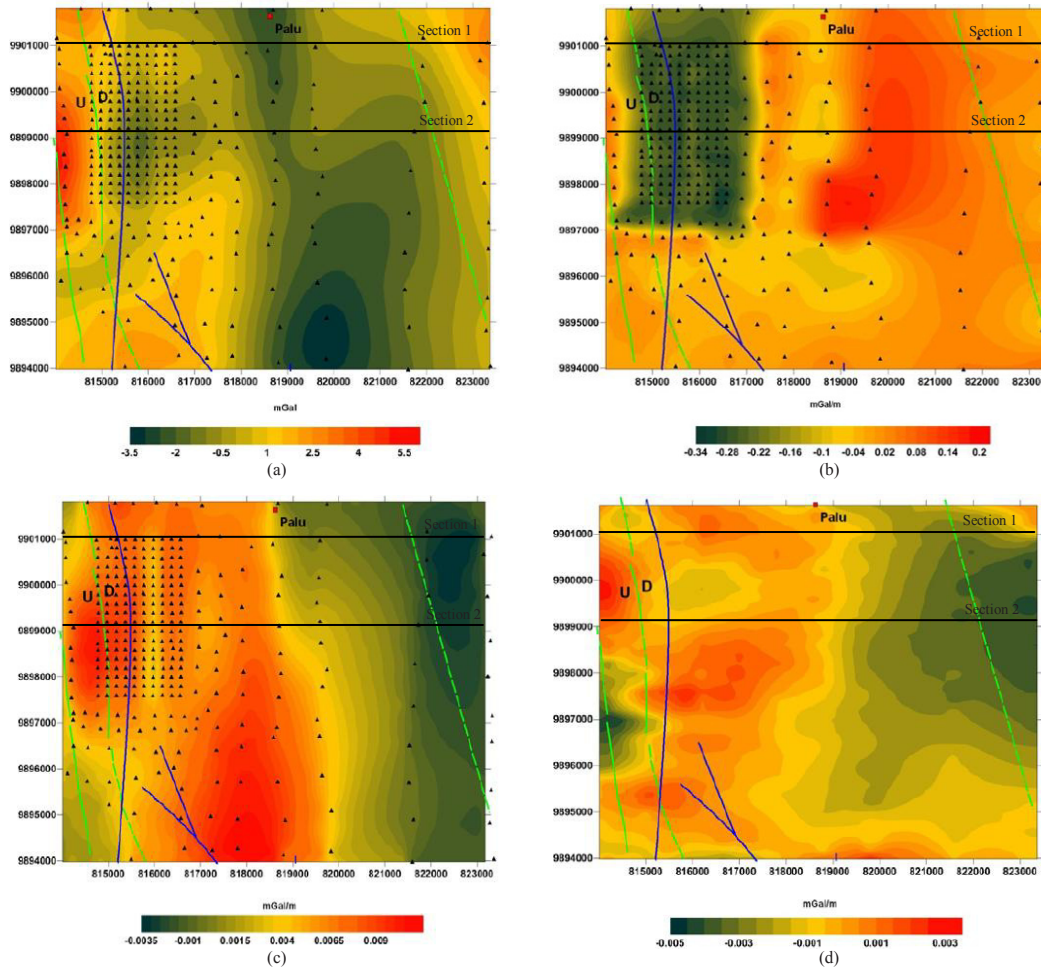 Palu
9901000
Section 1
9900000
U D
9899000
Section 2
9898000
9897000
9896000
9895000
9894000
815000 816000 817000 818000 819000 820000 821000 822000 823000
mGal
-3.5 -2 -0.5 1 2.5 4 5.5
(a)
Palu
9901000
Section 1
9900000
U D
9899000
Section 2
9898000
9897000
9896000
9895000
9894000
815000 816000 817000 818000 819000 820000 821000 822000 823000
mGal/m
-0.34 -0.28 -0.22 -0.16 -0.1 -0.04 0.02 0.08 0.14 0.2
(b)
Palu
9901000
Section 1
9900000
U D
9899000
Section 2
9898000
9897000
9896000
9895000
9894000
815000 816000 817000 818000 819000 820000 821000 822000 823000
mGal/m
-0.0035 -0.001 0.0015 0.004 0.0065 0.009
(c)
Palu
9901000
Section 1
9900000
U D
9899000
Section 2
9898000
9897000
9896000
9895000
9894000
815000 816000 817000 818000 819000 820000 821000 822000 823000
mGal/m
-0.005 -0.003 -0.001 0.001 0.003
(d)